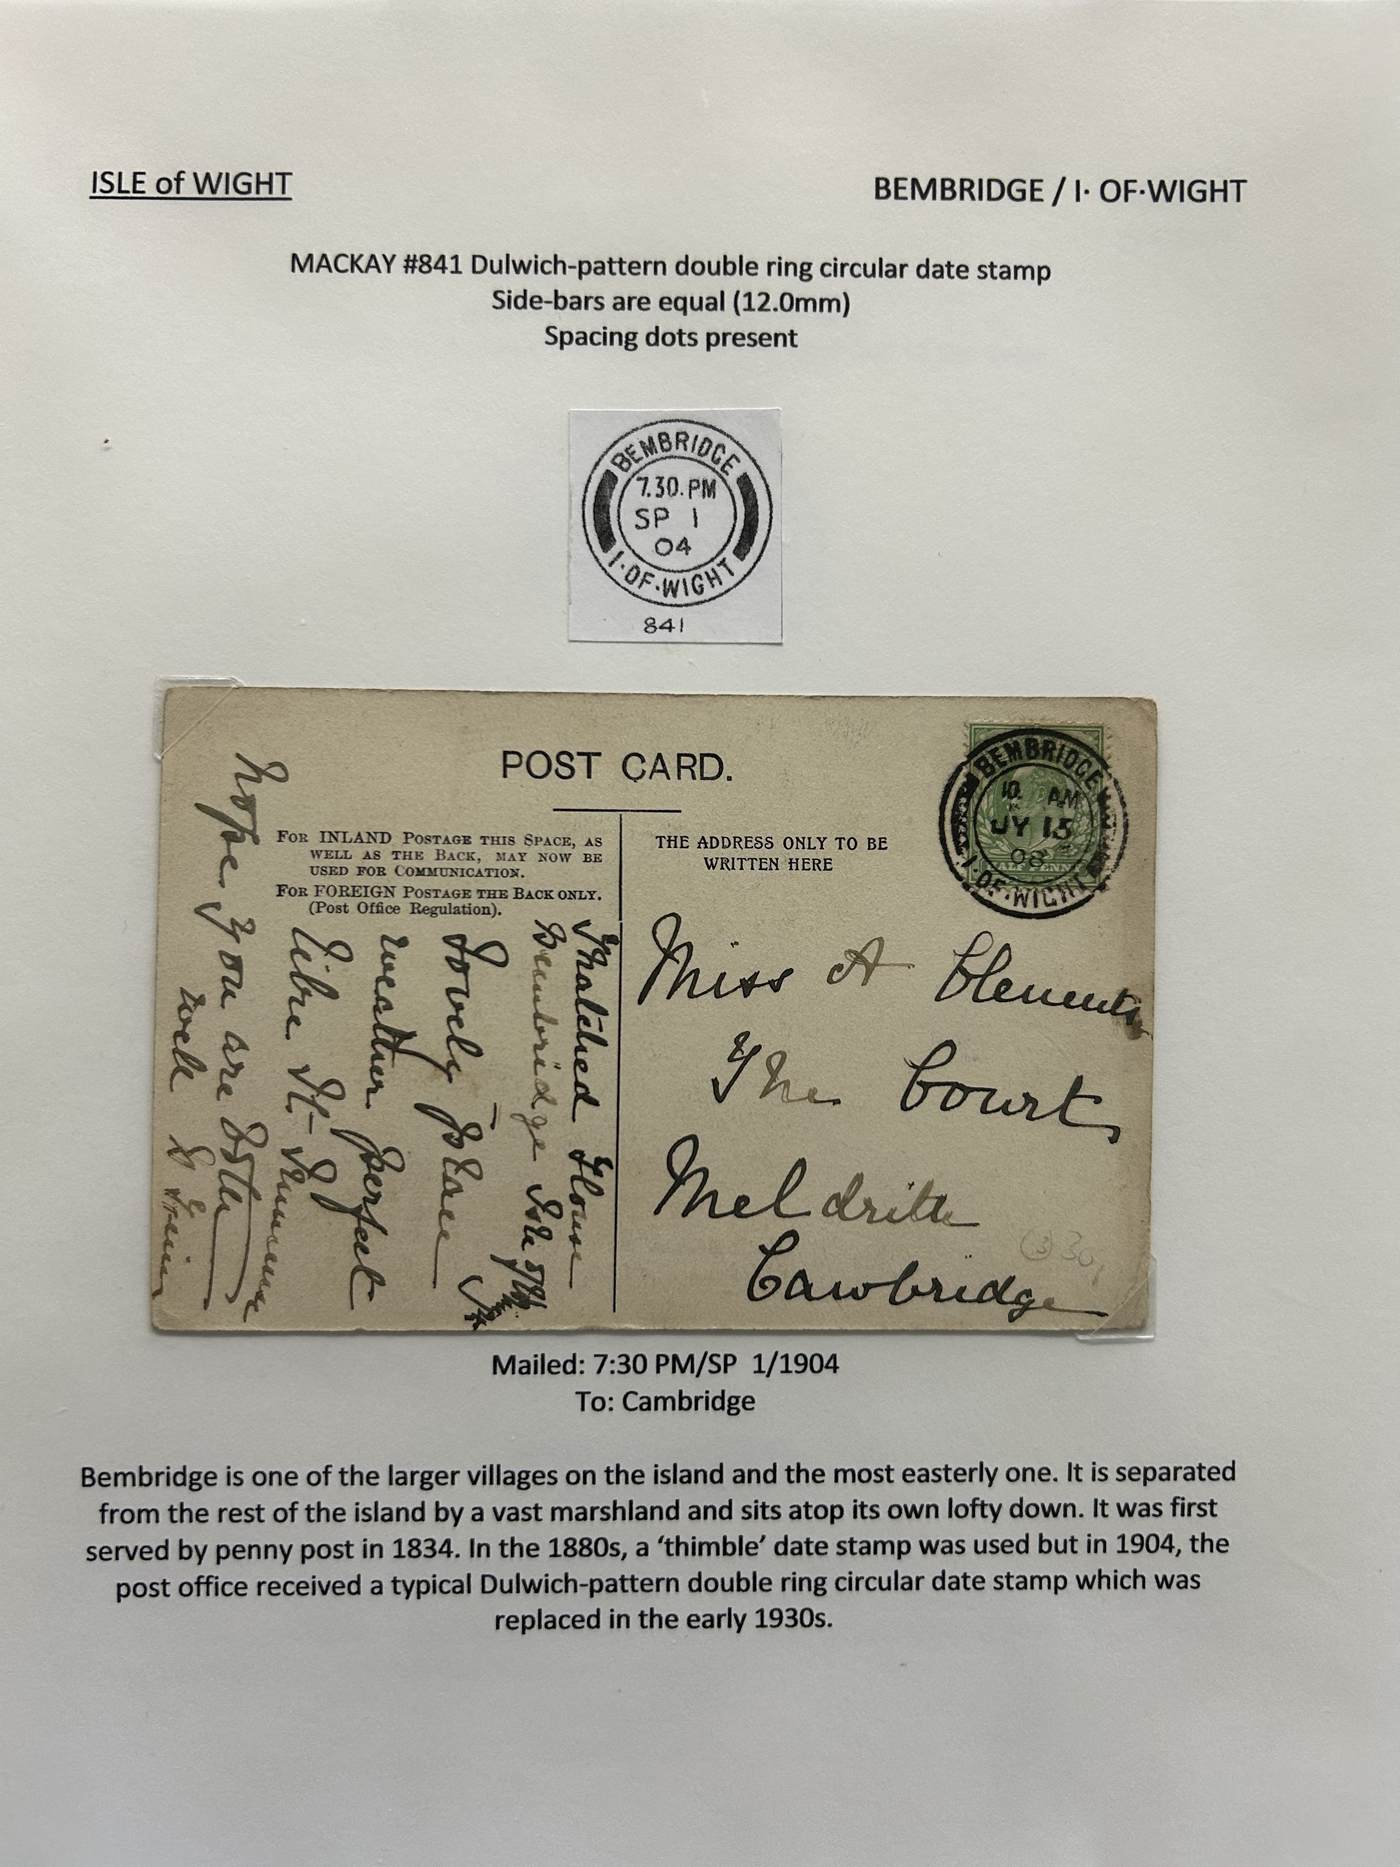 ISLE of WIGHT
BEMBRIDGE / I· OF·WIGHT
MACKAY #841 Dulwich-pattern double ring circular date stamp
Side-bars are equal (12.0mm)
Spacing dots present
BEMBRIDGE
7.30.PM
SP 1
04
I·OF·WIGHT
841
POST CARD.
FOR INLAND POSTAGE THIS SPACE, AS
WELL AS THE BACK, MAY NOW BE
USED FOR COMMUNICATION.
FOR FOREIGN POSTAGE THE BACK ONLY.
(Post Office Regulation).
THE ADDRESS ONLY TO BE
WRITTEN HERE
BEMBRIDGE
10. AM
JY 13
08
I·OF·WIGHT
HALF PENNY
Thatched House
Bembridge
Lovely place
weather perfect
like St.
hope you are
well
Miss A Clements
The Court
Meldrith
Cambridge
Mailed: 7:30 PM/SP 1/1904
To: Cambridge
Bembridge is one of the larger villages on the island and the most easterly one. It is separated
from the rest of the island by a vast marshland and sits atop its own lofty down. It was first
served by penny post in 1834. In the 1880s, a ‘thimble’ date stamp was used but in 1904, the
post office received a typical Dulwich-pattern double ring circular date stamp which was
replaced in the early 1930s.